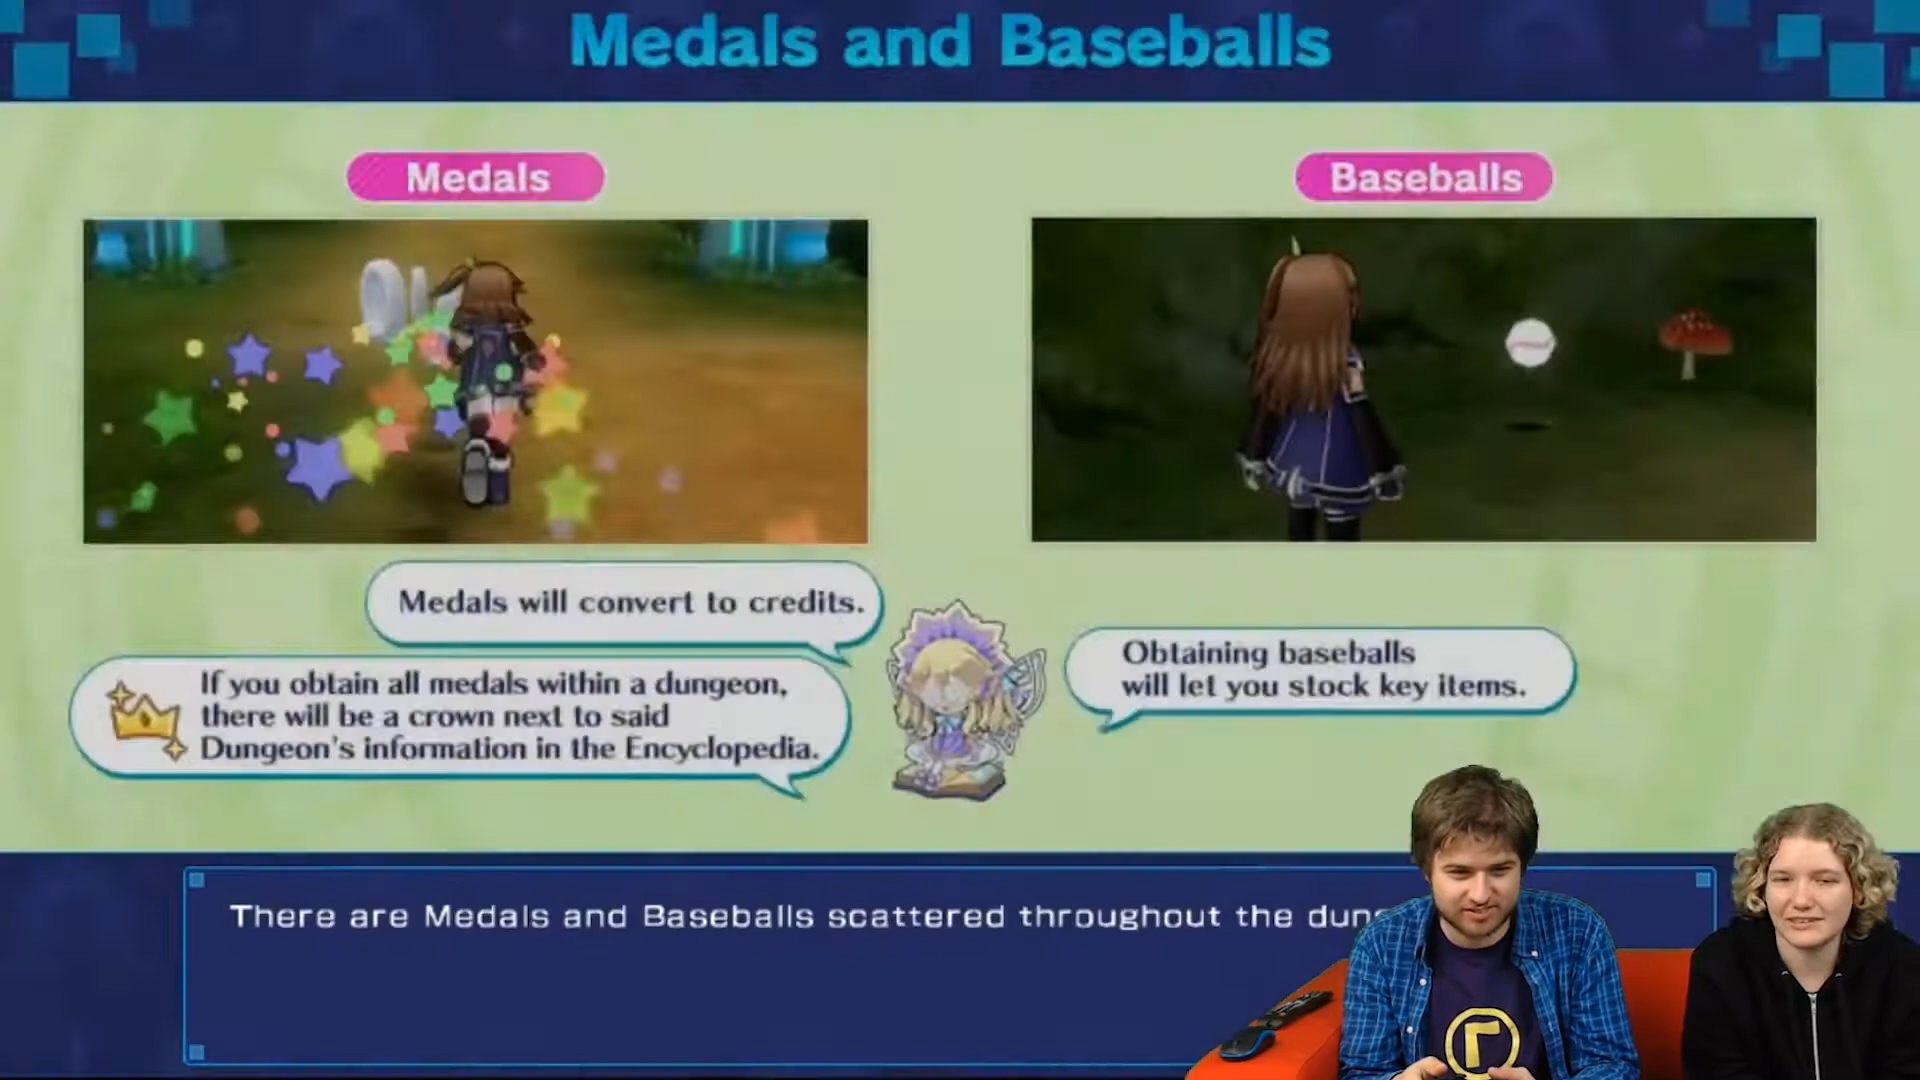 Medals and Baseballs
Medals
Baseballs
Medals will convert to credits.
If you obtain all medals within a dungeon,
there will be a crown next to said
Dungeon's information in the Encyclopedia.
Obtaining baseballs
will let you stock key items.
There are Medals and Baseballs scattered throughout the